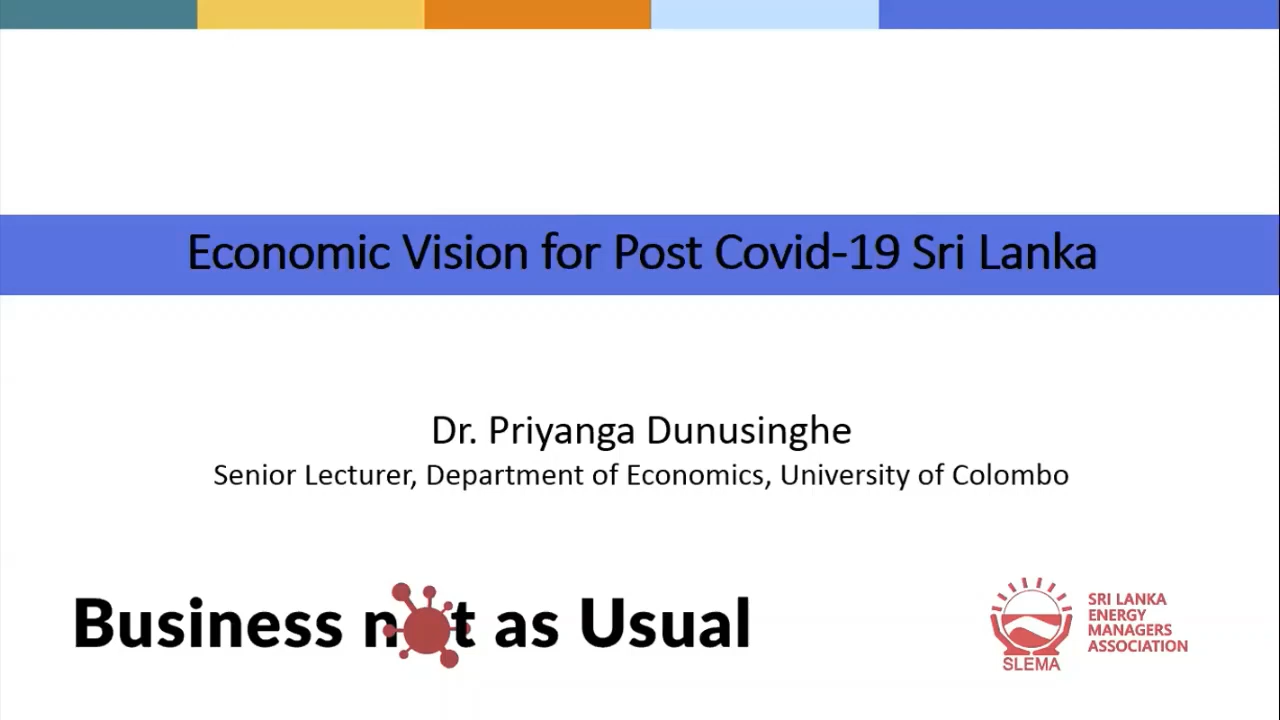 Economic Vision for Post Covid-19 Sri Lanka
Dr. Priyanga Dunusinghe
Senior Lecturer, Department of Economics, University of Colombo
Business not as Usual
SRI LANKA
ENERGY
MANAGERS
ASSOCIATION
SLEMA